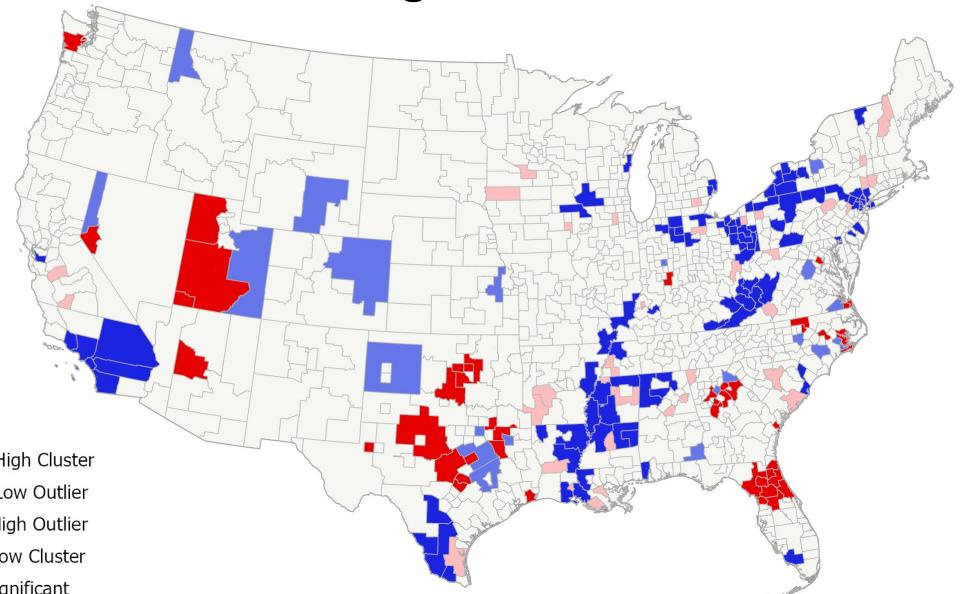 High Cluster
Low Outlier
High Outlier
Low Cluster
gnificant